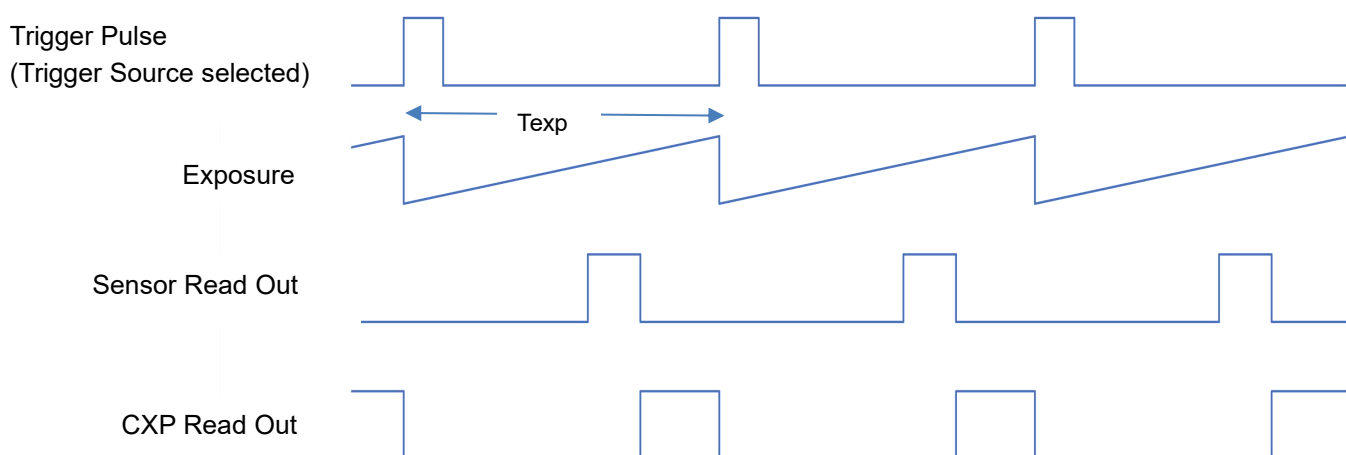 Trigger Pulse
(Trigger Source selected)
Texp
Exposure
Sensor Read Out
CXP Read Out